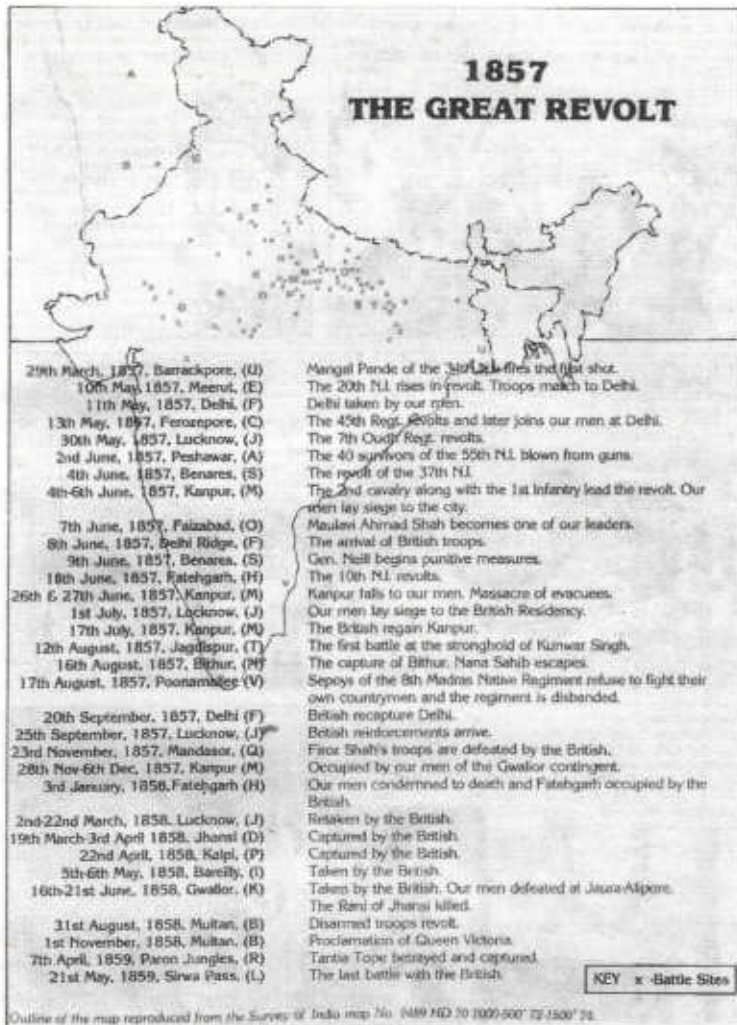 1857
THE GREAT REVOLT
29th March, 1857, Barrackpore, (U) Mangal Pande of the 34th fires the first shot.
10th May, 1857, Meerut, (E) The 20th N.I. rises in revolt. Troops march to Delhi.
11th May, 1857, Delhi, (F) Delhi taken by our men.
13th May, 1857, Ferozepore, (C) The 45th Regt. revolts and later joins our men at Delhi.
30th May, 1857, Lucknow, (J) The 7th Oudh Regt. revolts.
2nd June, 1857, Peshawar, (A) The 40 survivors of the 55th N.I. blown from guns.
4th June, 1857, Benares, (S) The revolt of the 37th N.I.
4th-6th June, 1857, Kanpur, (M) The 2nd cavalry along with the 1st Infantry lead the revolt. Our
men lay siege to the city.
7th June, 1857, Faizabad, (O) Maulavi Ahmad Shah becomes one of our leaders.
8th June, 1857, Delhi Ridge, (F) The arrival of British troops.
9th June, 1857, Benares, (S) Gen. Neill begins punitive measures.
18th June, 1857, Fatehgarh, (H) The 10th N.I. revolts.
26th & 27th June, 1857, Kanpur, (M) Kanpur falls to our men. Massacre of evacuees.
1st July, 1857, Lucknow, (J) Our men lay siege to the British Residency.
17th July, 1857, Kanpur, (M) The British regain Kanpur.
12th August, 1857, Jagdispur, (T) The first battle at the stronghold of Kunwar Singh.
16th August, 1857, Bithur, (N) The capture of Bithur. Nana Sahib escapes.
17th August, 1857, Poonamallee (V) Sepoys of the 8th Madras Native Regiment refuse to fight their
own countrymen and the regiment is disbanded.
20th September, 1857, Delhi (F) British recapture Delhi.
25th September, 1857, Lucknow, (J) British reinforcements arrive.
23rd November, 1857, Mandasor, (Q) Firoz Shah's troops are defeated by the British.
28th Nov-6th Dec, 1857, Kanpur (M) Occupied by our men of the Gwalior contingent.
3rd January, 1858, Fatehgarh (H) Our men condemned to death and Fatehgarh occupied by the
British.
2nd-22nd March, 1858, Lucknow, (J) Retaken by the British.
19th March-3rd April 1858, Jhansi (D) Captured by the British.
22nd April, 1858, Kalpi, (P) Captured by the British.
5th-6th May, 1858, Bareilly, (I) Taken by the British.
16th-21st June, 1858, Gwalior, (K) Taken by the British. Our men defeated at Jaura-Alipore.
The Rani of Jhansi killed.
31st August, 1858, Multan, (B) Disarmed troops revolt.
1st November, 1858, Multan, (B) Proclamation of Queen Victoria.
7th April, 1859, Paron Jungles, (R) Tantia Tope betrayed and captured.
21st May, 1859, Sirwa Pass, (L) The last battle with the British.
KEY x -Battle Sites
Outline of the map reproduced from the Survey of India map No.